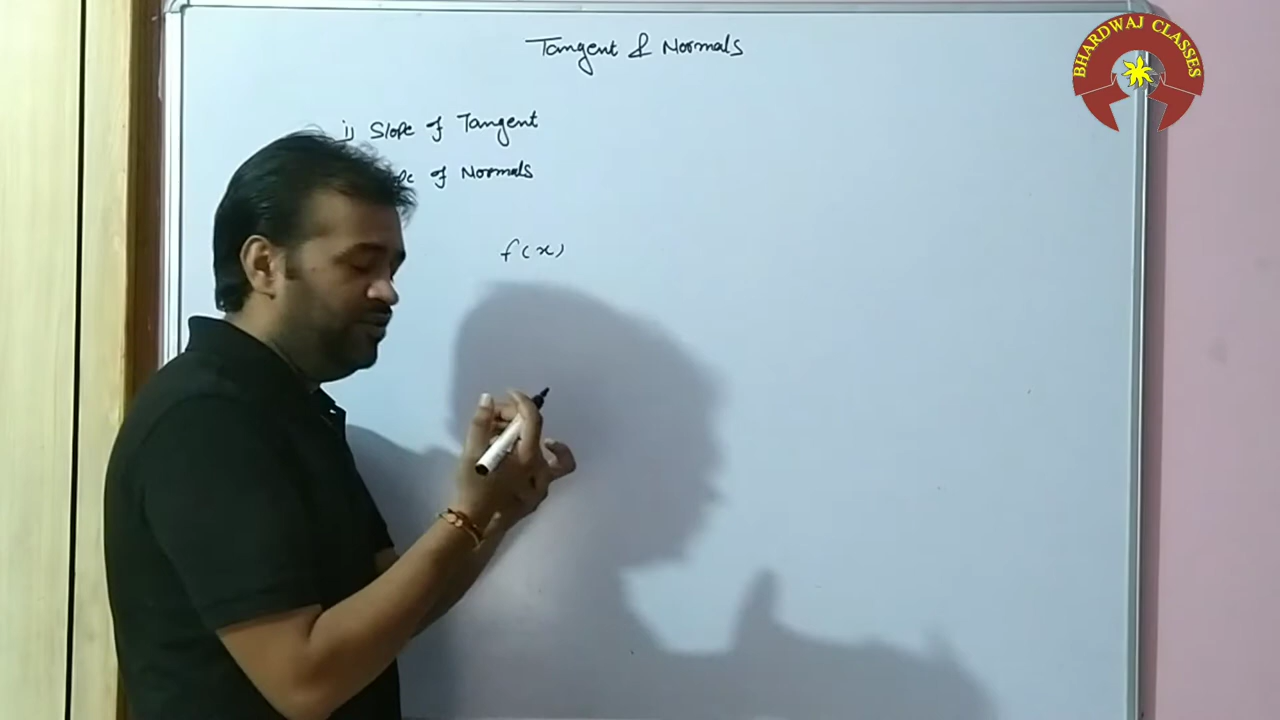 Tangent & Normals
BHARDWAJ CLASSES
i) Slope of Tangent
of Normals
f(x)